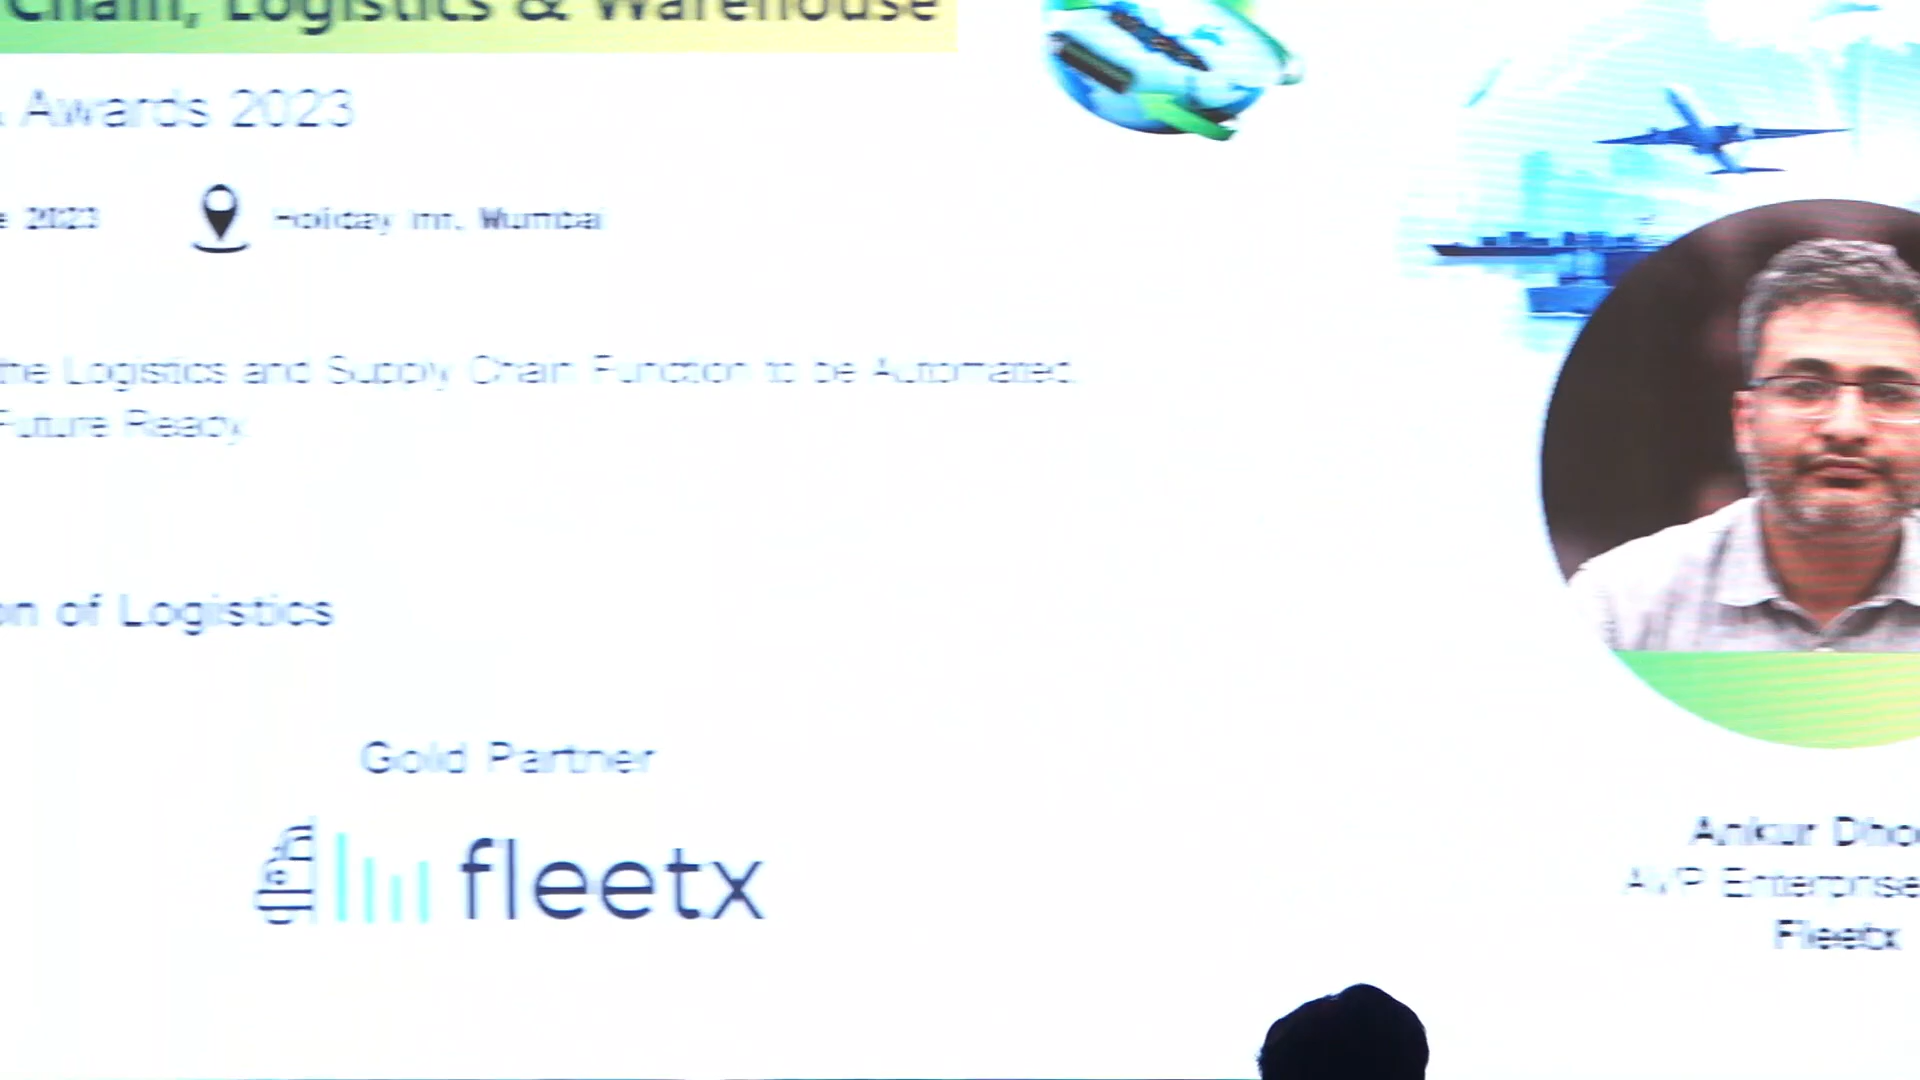 Chain, Logistics & Warehouse
& Awards 2023
2023
Holiday Inn, Mumbai
the Logistics and Supply Chain Function to be Automated,
Future Ready
of Logistics
Gold Partner
fleetx
Ankur
AVP Enterprise
Fleetx